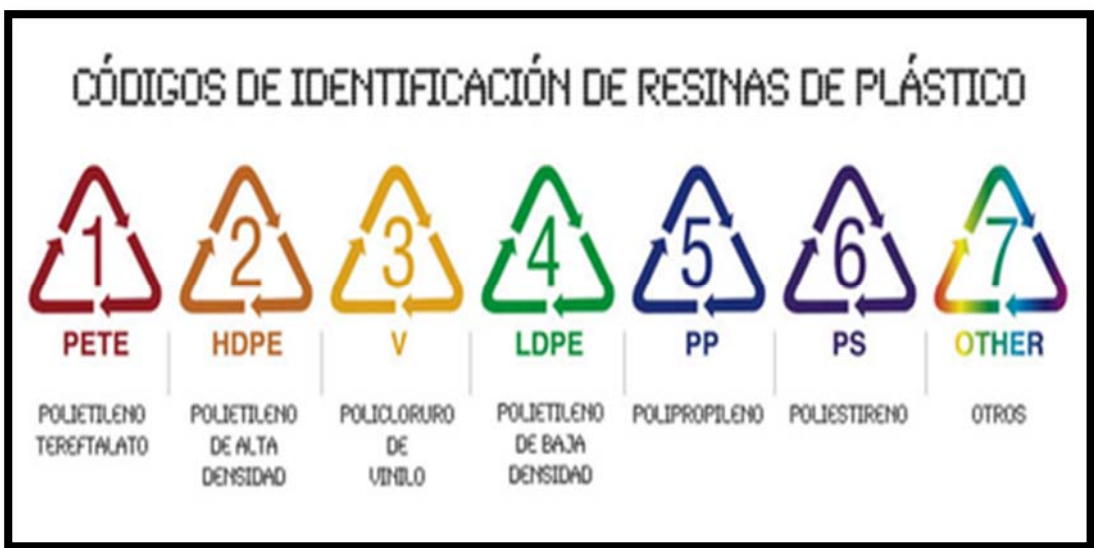 CÓDIGOS DE IDENTIFICACIÓN DE RESINAS DE PLÁSTICO
1
PETE
POLIETILENO
TEREFTALATO
2
HDPE
POLIETILENO
DE ALTA
DENSIDAD
3
V
POLICLORURO
DE
VINILO
4
LDPE
POLIETILENO
DE BAJA
DENSIDAD
5
PP
POLIPROPILENO
6
PS
POLIESTIRENO
7
OTHER
OTROS